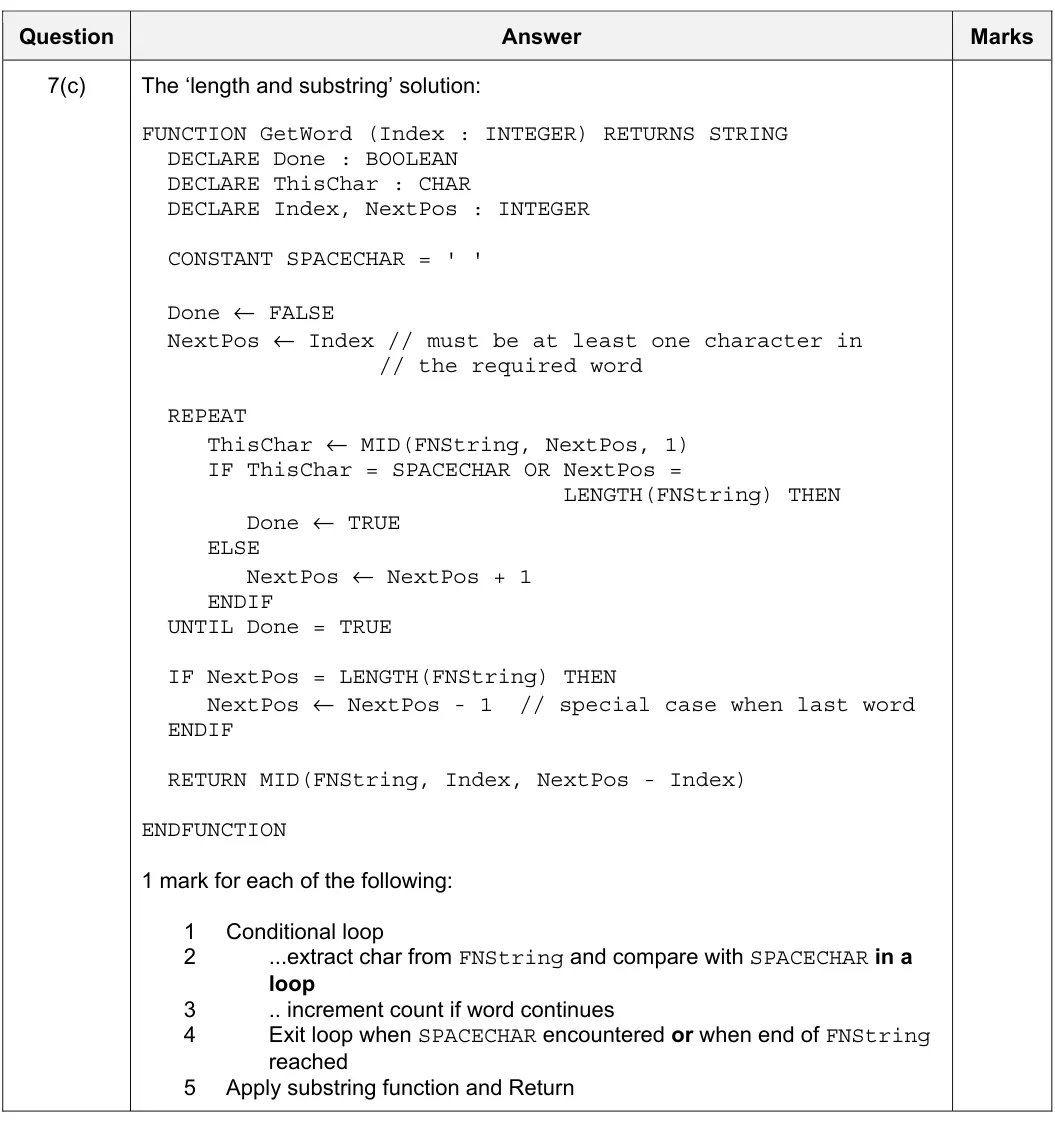 Question Answer Marks
7(c) The ‘length and substring’ solution:
FUNCTION GetWord (Index : INTEGER) RETURNS STRING
DECLARE Done : BOOLEAN
DECLARE ThisChar : CHAR
DECLARE Index, NextPos : INTEGER
CONSTANT SPACECHAR = ' '
Done ← FALSE
NextPos ← Index // must be at least one character in
// the required word
REPEAT
ThisChar ← MID(FNString, NextPos, 1)
IF ThisChar = SPACECHAR OR NextPos =
LENGTH(FNString) THEN
Done ← TRUE
ELSE
NextPos ← NextPos + 1
ENDIF
UNTIL Done = TRUE
IF NextPos = LENGTH(FNString) THEN
NextPos ← NextPos - 1 // special case when last word
ENDIF
RETURN MID(FNString, Index, NextPos - Index)
ENDFUNCTION
1 mark for each of the following:
1 Conditional loop
2 ...extract char from FNString and compare with SPACECHAR in a
loop
3 .. increment count if word continues
4 Exit loop when SPACECHAR encountered or when end of FNString
reached
5 Apply substring function and Return